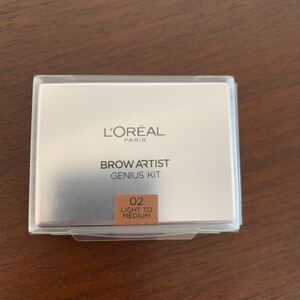 L'ORÉAL
PARIS
BROW ARTIST
GENIUS KIT
02
LIGHT TO
MEDIUM